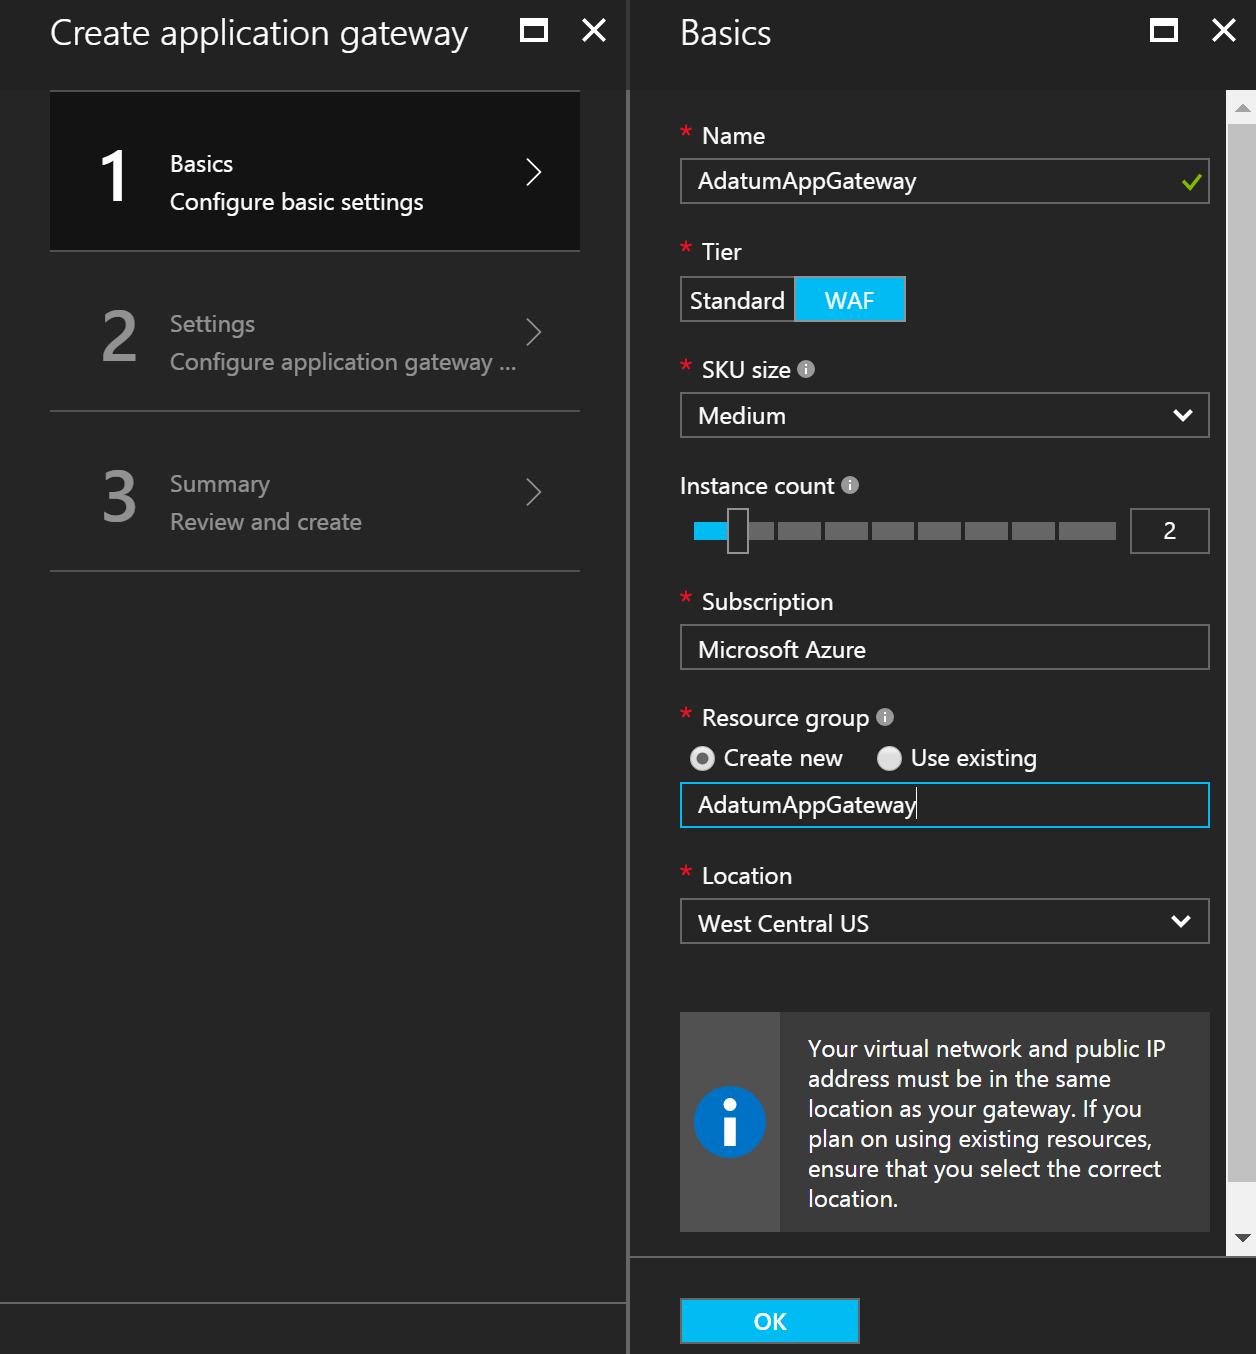 Create application gateway
1
Basics
Configure basic settings
2
Settings
Configure application gateway ...
3
Summary
Review and create
Basics
* Name
AdatumAppGateway
* Tier
Standard WAF
* SKU size
Medium
Instance count
2
* Subscription
Microsoft Azure
* Resource group
Create new Use existing
AdatumAppGateway
* Location
West Central US
Your virtual network and public IP
address must be in the same
location as your gateway. If you
plan on using existing resources,
ensure that you select the correct
location.
OK